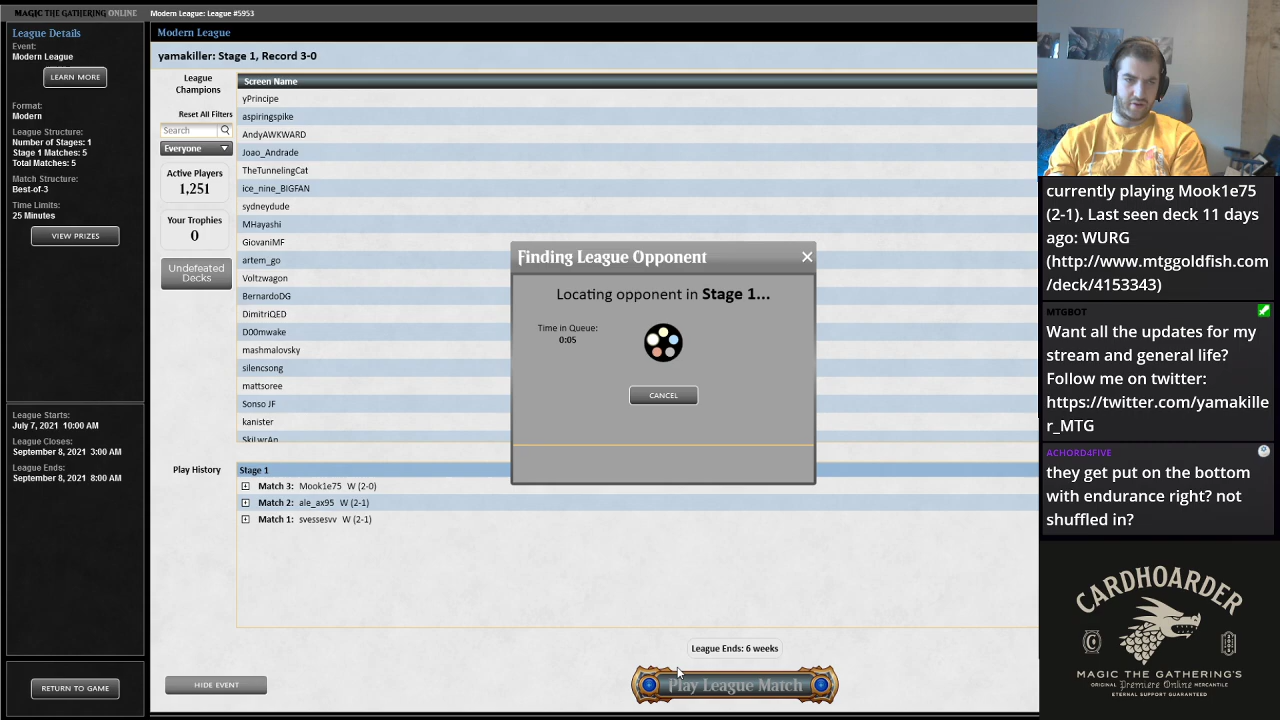 MAGIC THE GATHERING ONLINE
Modern League: League #5953
League Details
Event:
Modern League
LEARN MORE
Format:
Modern
League Structure:
Number of Stages: 1
Stage 1 Matches: 5
Total Matches: 5
Match Structure:
Best-of-3
Time Limits:
25 Minutes
VIEW PRIZES
League Starts:
July 7, 2021 10:00 AM
League Closes:
September 8, 2021 3:00 AM
League Ends:
September 8, 2021 8:00 AM
RETURN TO GAME
Modern League
yamakiller: Stage 1, Record 3-0
League
Champions
Reset All Filters
Search
Everyone
Active Players
1,251
Your Trophies
0
Undefeated
Decks
Screen Name
yPrincipe
aspiringspike
AndyAWKWARD
Joao_Andrade
TheTunnelingCat
ice_nine_BIGFAN
sydneydude
MHayashi
GiovaniMF
artem_go
Voltzwagon
BernardoDG
DimitriQED
D00mwake
mashmalovsky
silencsong
mattsoree
Sonso JF
kanister
SkiLwrAn
Finding League Opponent
Locating opponent in Stage 1...
Time in Queue:
0:05
CANCEL
Play History
Stage 1
Match 3: Mook1e75 W (2-0)
Match 2: ale_ax95 W (2-1)
Match 1: svessesvv W (2-1)
League Ends: 6 weeks
HIDE EVENT
Play League Match
currently playing Mook1e75
(2-1). Last seen deck 11 days
ago: WURG
(http://www.mtggoldfish.com
/deck/4153343)
MTGBOT
Want all the updates for my
stream and general life?
Follow me on twitter:
https://twitter.com/yamakille
r_MTG
ACHORD4FIVE
they get put on the bottom
with endurance right? not
shuffled in?
CARDHOARDER
MAGIC THE GATHERING'S
ORIGINAL Premiere Online MERCANTILE
ETERNAL SUPPORT GUARANTEED